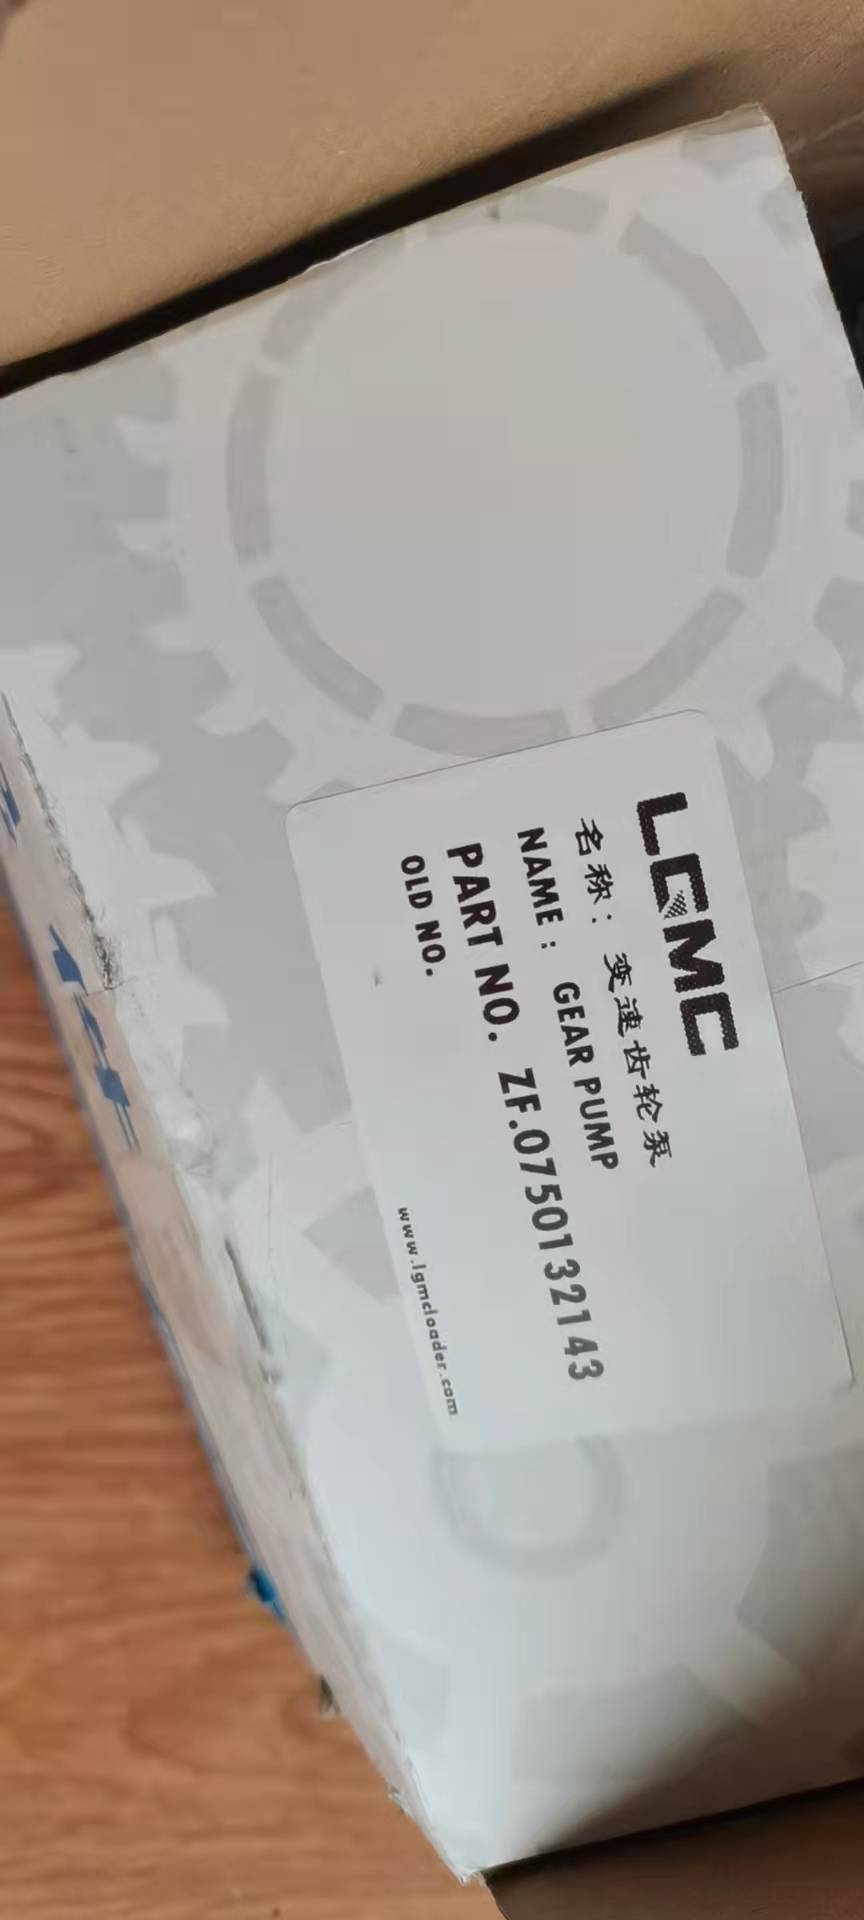 LGMC
名称： 变速齿轮泵
NAME： GEAR PUMP
PART NO. ZF.0750132143
OLD NO.
www.lgmcloader.com